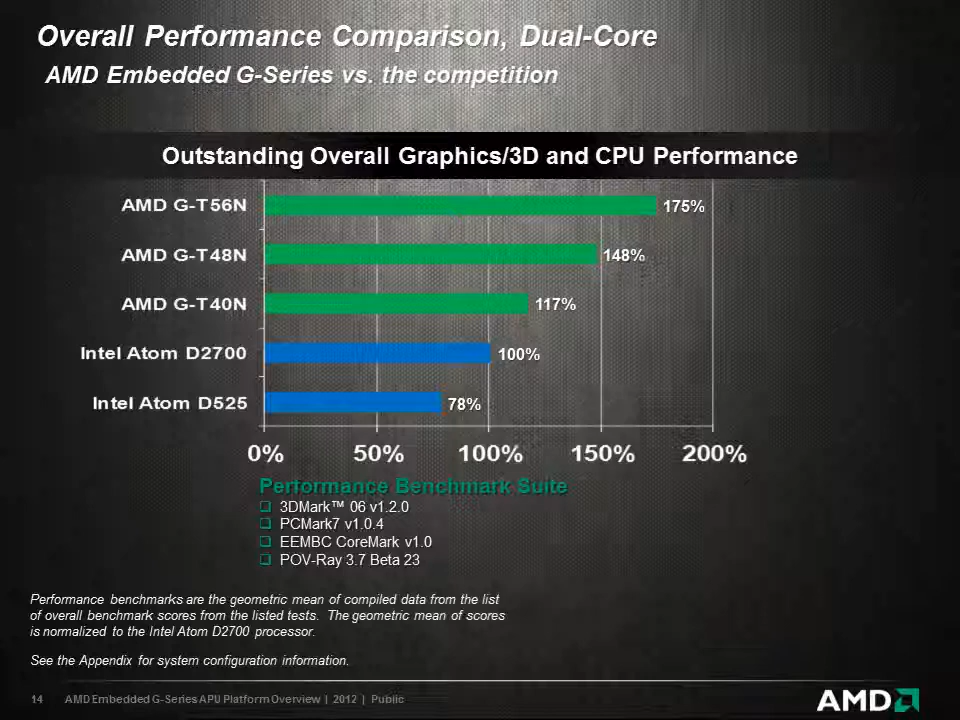 Overall Performance Comparison, Dual-Core
AMD Embedded G-Series vs. the competition
Outstanding Overall Graphics/3D and CPU Performance
AMD G-T56N 175%
AMD G-T48N 148%
AMD G-T40N 117%
Intel Atom D2700 100%
Intel Atom D525 78%
0% 50% 100% 150% 200%
Performance Benchmark Suite
❑ 3DMark™ 06 v1.2.0
❑ PCMark7 v1.0.4
❑ EEMBC CoreMark v1.0
❑ POV-Ray 3.7 Beta 23
Performance benchmarks are the geometric mean of compiled data from the list
of overall benchmark scores from the listed tests. The geometric mean of scores
is normalized to the Intel Atom D2700 processor.
See the Appendix for system configuration information.
14 AMD Embedded G-Series APU Platform Overview | 2012 | Public
AMD